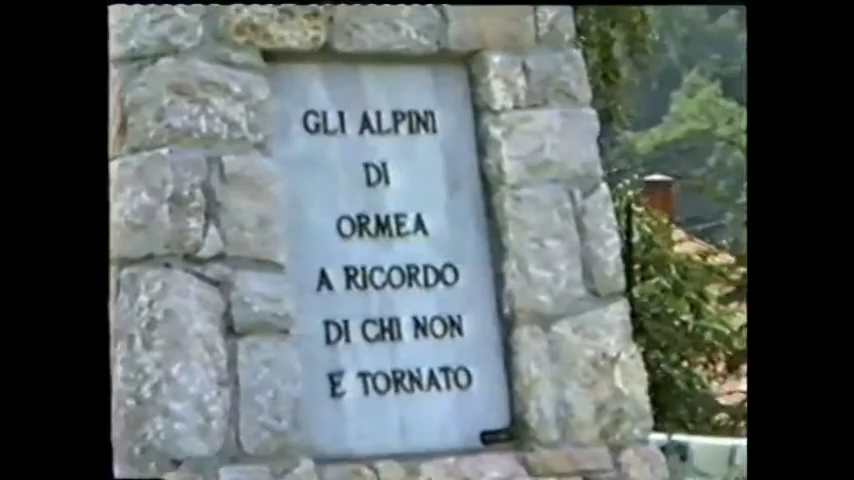 GLI ALPINI
DI
ORMEA
A RICORDO
DI CHI NON
E TORNATO